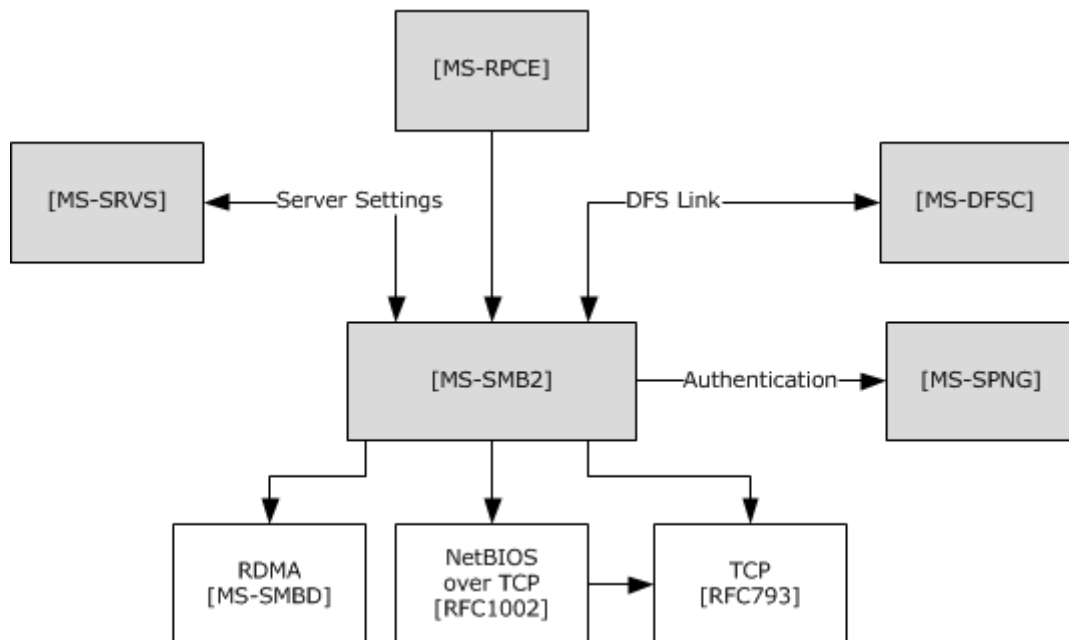 [MS-RPCE]
[MS-SRVS]
Server Settings
DFS Link
[MS-DFSC]
[MS-SMB2]
Authentication
[MS-SPNG]
RDMA
[MS-SMBD]
NetBIOS
over TCP
[RFC1002]
TCP
[RFC793]